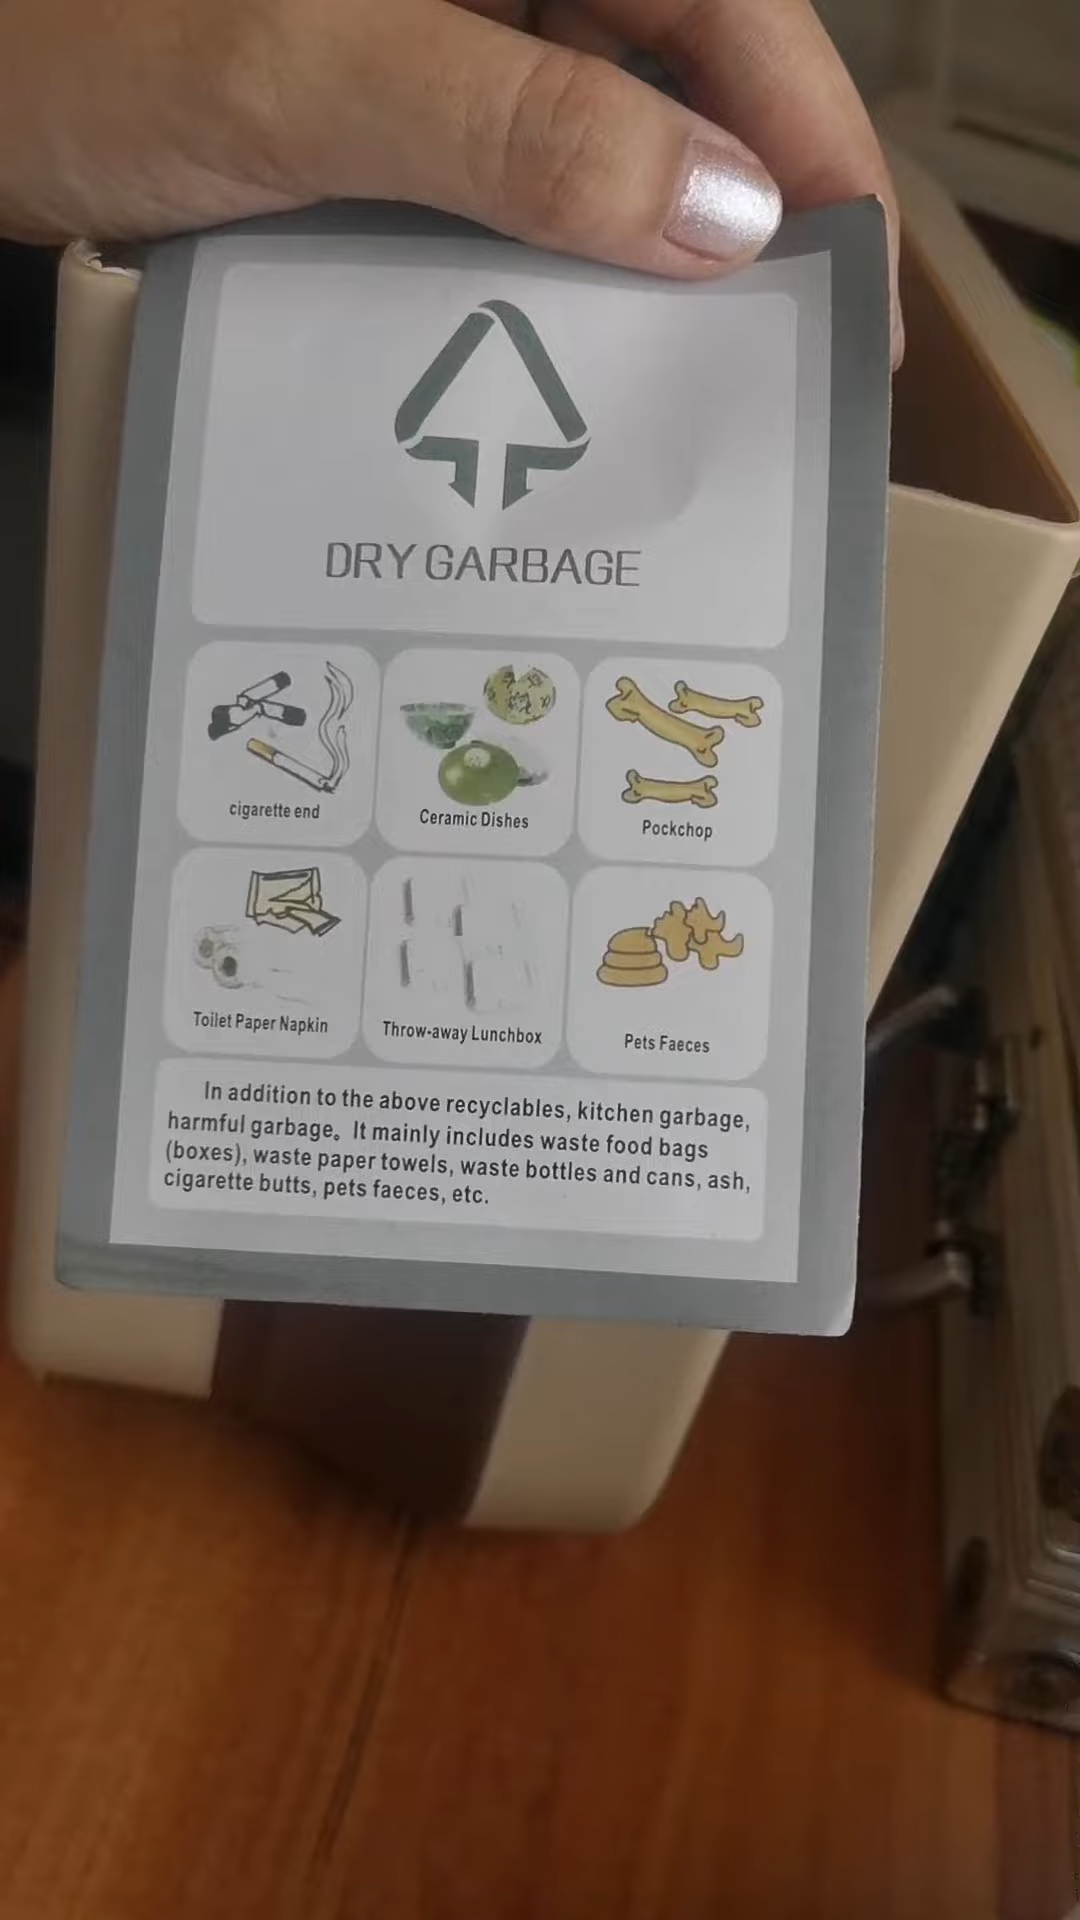 DRY GARBAGE
cigarette end
Ceramic Dishes
Pockchop
Toilet Paper Napkin
Throw-away Lunchbox
Pets Faeces
In addition to the above recyclables, kitchen garbage,
harmful garbage。 It mainly includes waste food bags
(boxes), waste paper towels, waste bottles and cans, ash,
cigarette butts, pets faeces, etc.